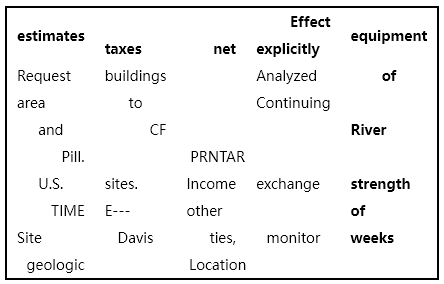 estimates taxes net Effect explicitly equipment
Request buildings Analyzed of
area to Continuing
and CF River
Pill. PRNTAR
U.S. sites. Income exchange strength
TIME E--- other of
Site Davis ties, monitor weeks
geologic Location